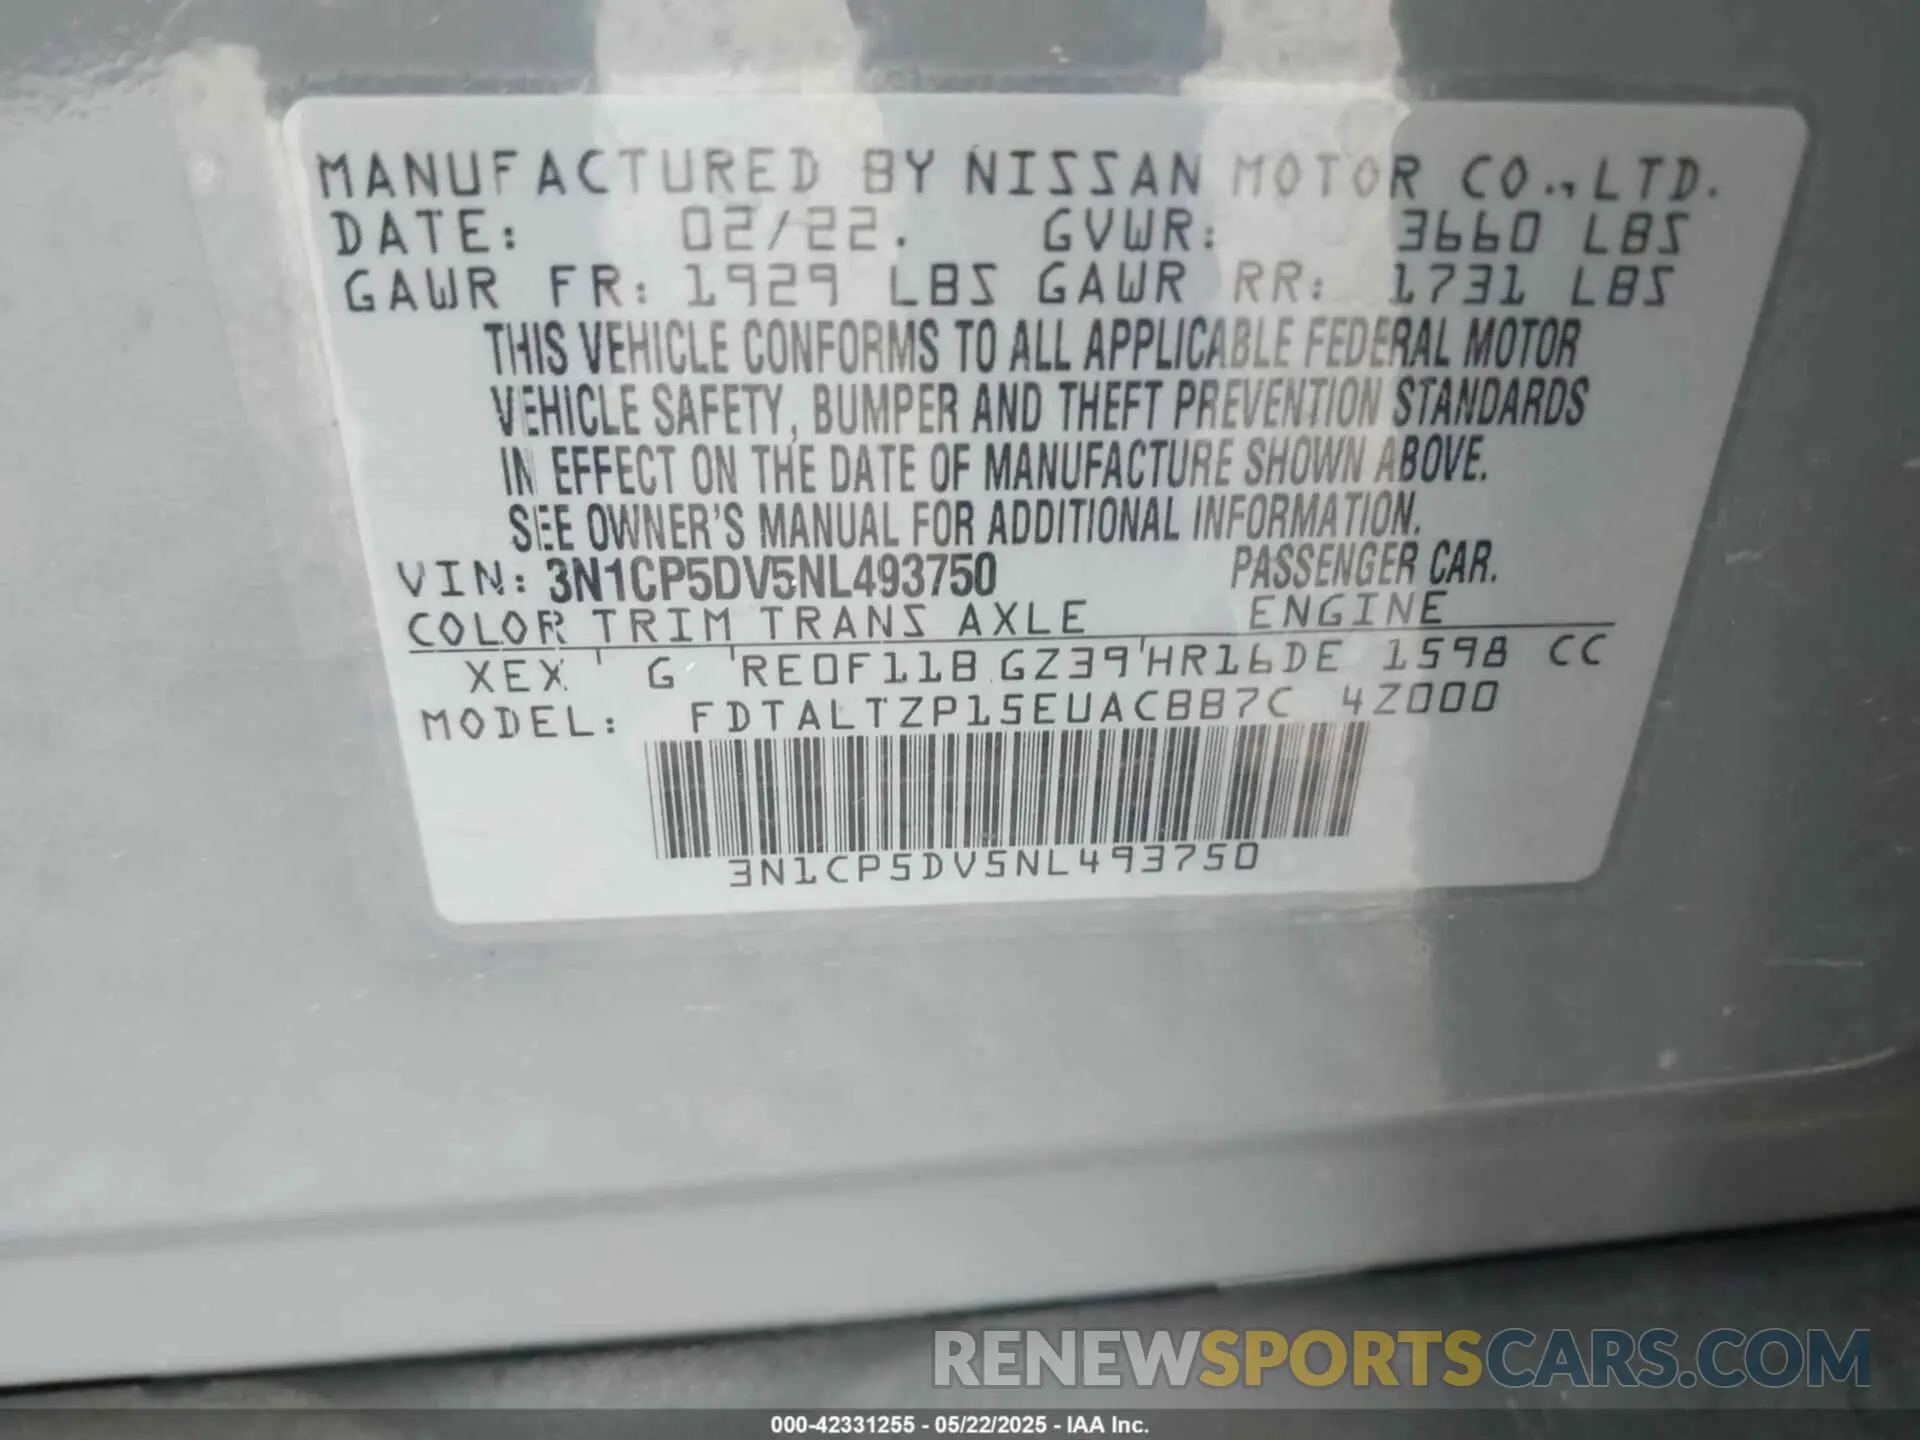 MANUFACTURED BY NISSAN MOTOR CO.,LTD.
DATE: 02/22. GVWR: 3660 LBS
GAWR FR: 1929 LBS GAWR RR: 1731 LBS
THIS VEHICLE CONFORMS TO ALL APPLICABLE FEDERAL MOTOR
VEHICLE SAFETY, BUMPER AND THEFT PREVENTION STANDARDS
IN EFFECT ON THE DATE OF MANUFACTURE SHOWN ABOVE.
SEE OWNER'S MANUAL FOR ADDITIONAL INFORMATION.
VIN: 3N1CP5DV5NL493750 PASSENGER CAR.
COLOR TRIM TRANS AXLE ENGINE
XEX ' G 'RE0F11B GZ39'HR16DE 1598 CC
MODEL: FDTALTZP15EUACBB7C 4Z000
3N1CP5DV5NL493750
RENEWSPORTSCARS.COM
000-42331255 - 05/22/2025 - IAA Inc.